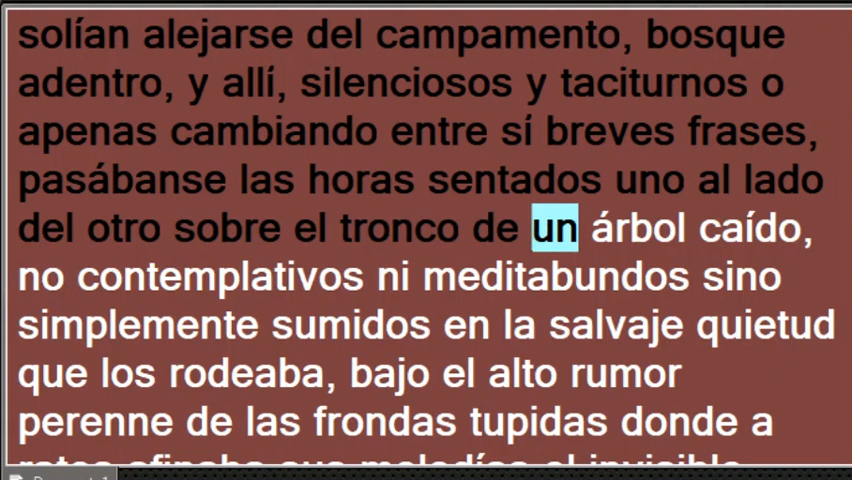 solían alejarse del campamento, bosque
adentro, y allí, silenciosos y taciturnos o
apenas cambiando entre sí breves frases,
pasábanse las horas sentados uno al lado
del otro sobre el tronco de un árbol caído,
no contemplativos ni meditabundos sino
simplemente sumidos en la salvaje quietud
que los rodeaba, bajo el alto rumor
perenne de las frondas tupidas donde a